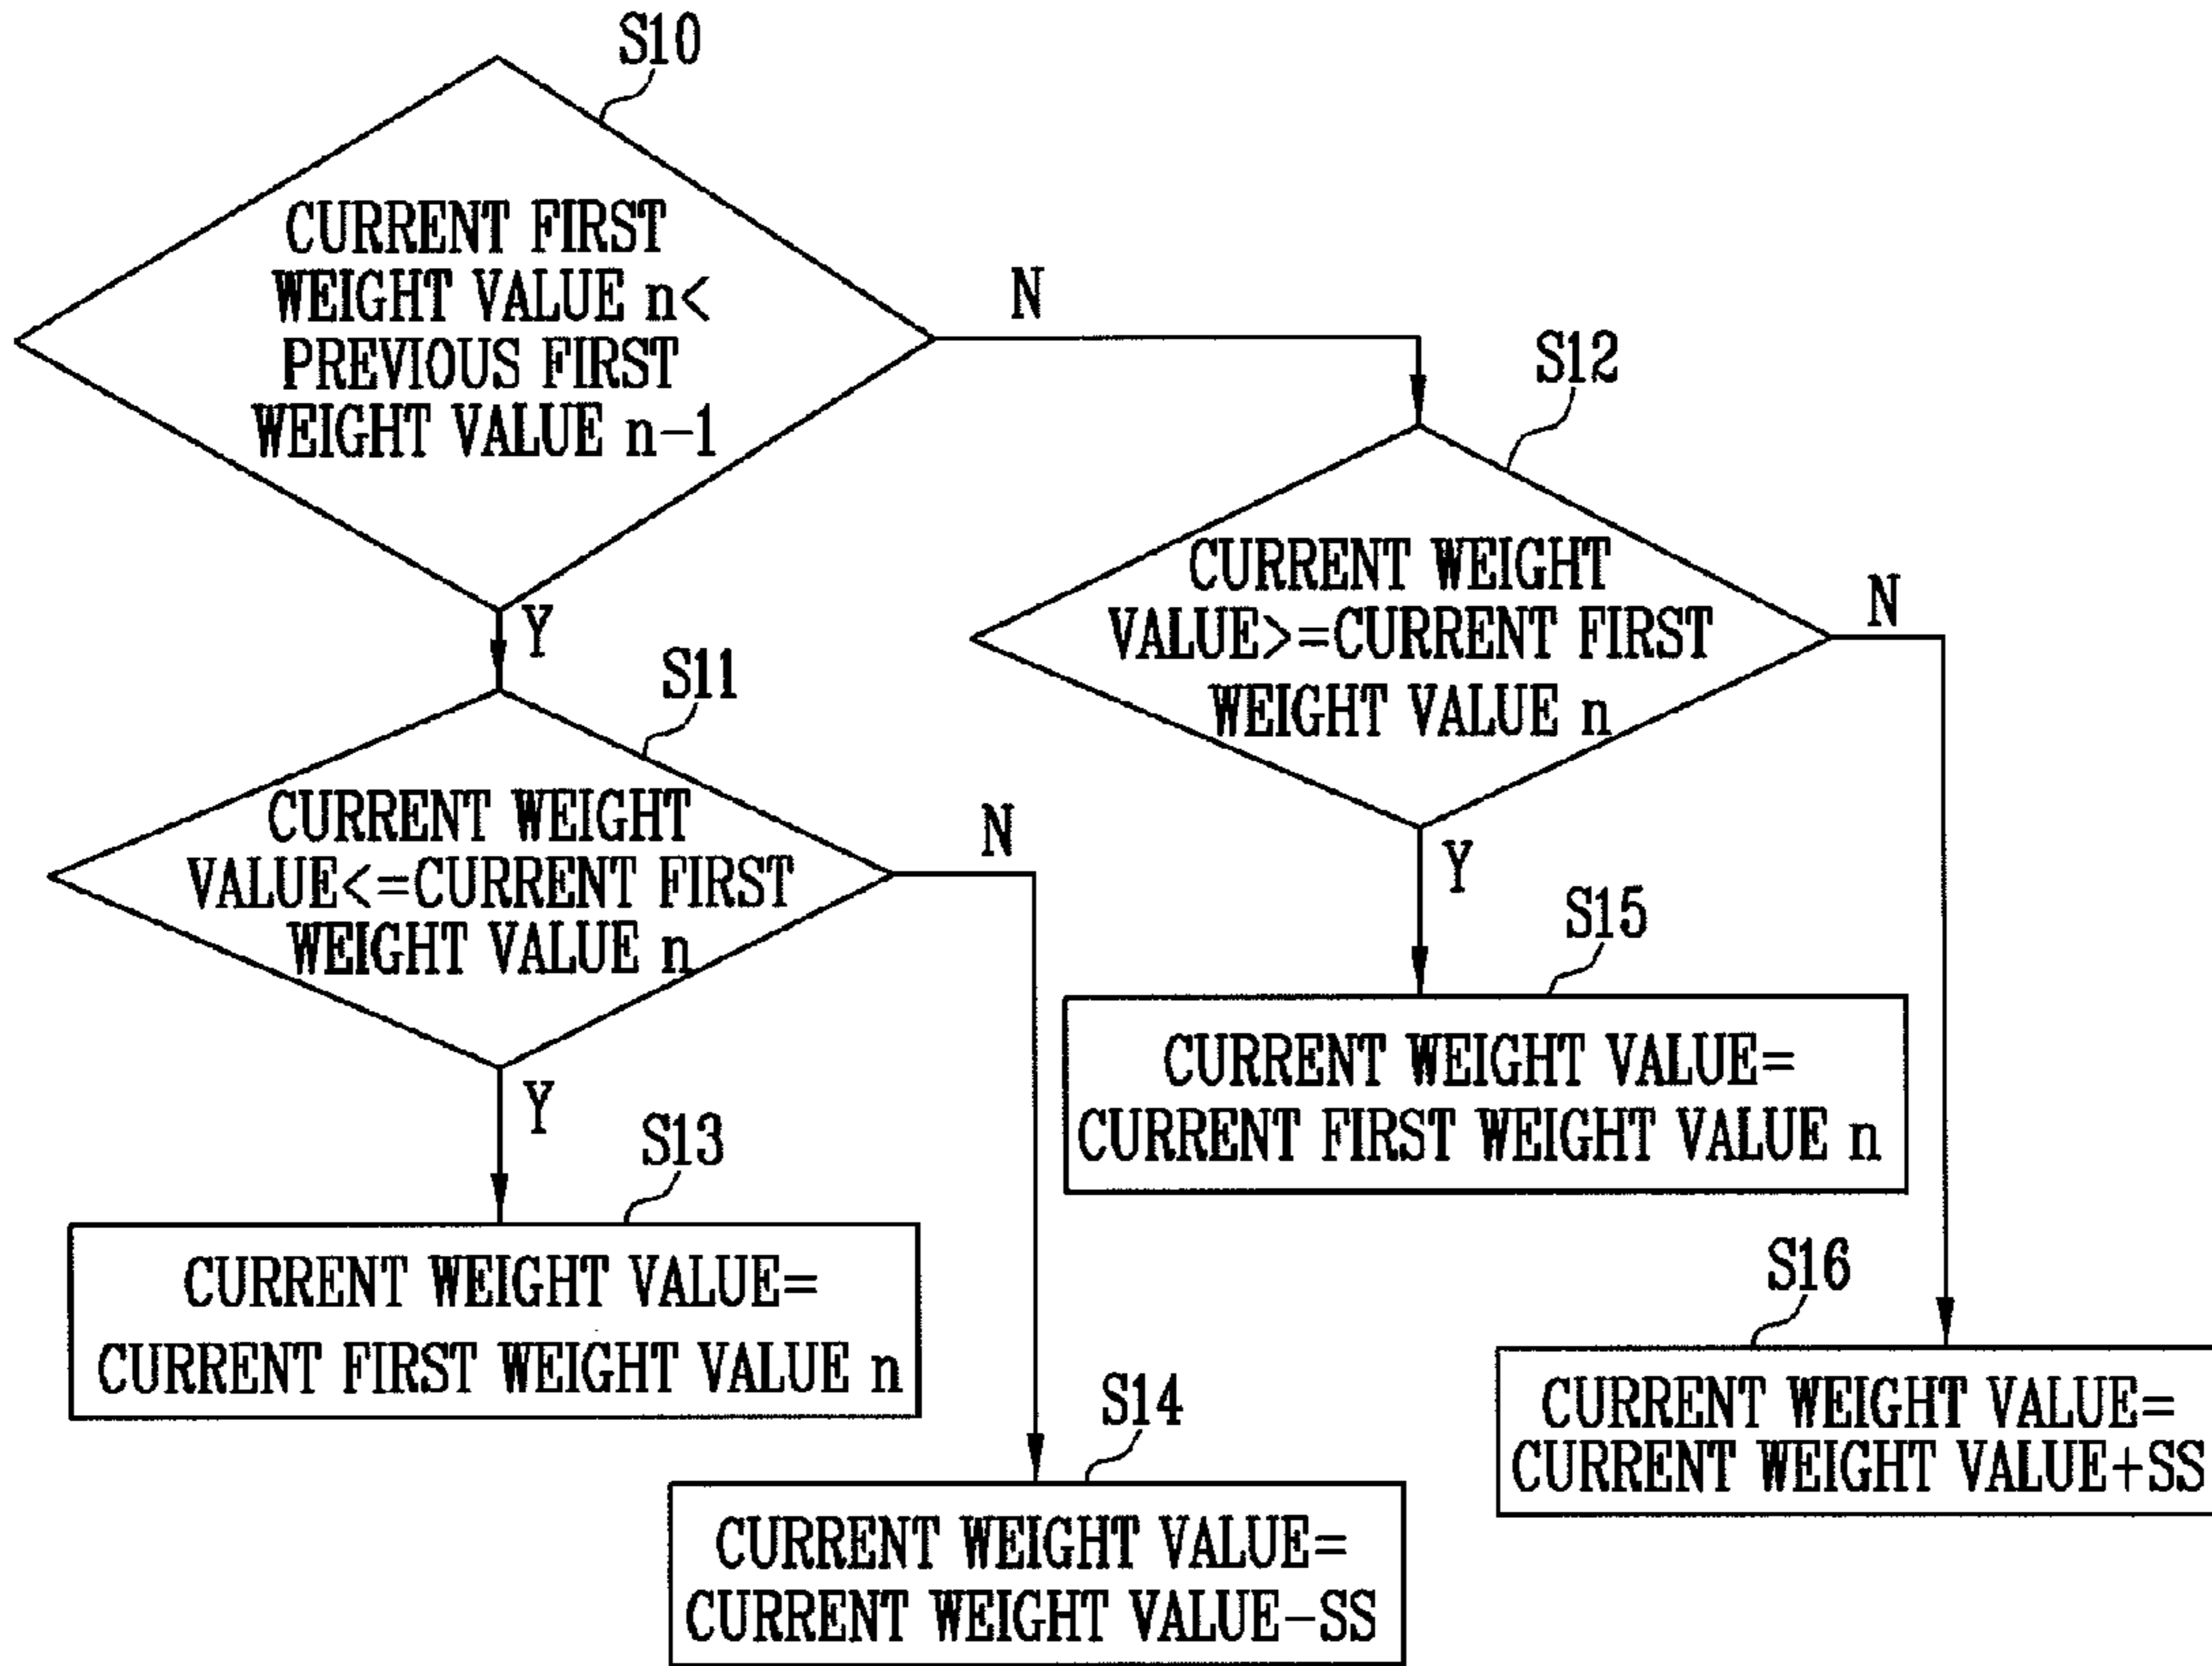 S10
CURRENT FIRST
WEIGHT VALUE n<
PREVIOUS FIRST
WEIGHT VALUE n-1
N
Y
S12
CURRENT WEIGHT
VALUE>=CURRENT FIRST
WEIGHT VALUE n
N
Y
S11
CURRENT WEIGHT
VALUE<=CURRENT FIRST
WEIGHT VALUE n
N
Y
S15
CURRENT WEIGHT VALUE=
CURRENT FIRST WEIGHT VALUE n
S13
CURRENT WEIGHT VALUE=
CURRENT FIRST WEIGHT VALUE n
S16
CURRENT WEIGHT VALUE=
CURRENT WEIGHT VALUE+SS
S14
CURRENT WEIGHT VALUE=
CURRENT WEIGHT VALUE-SS